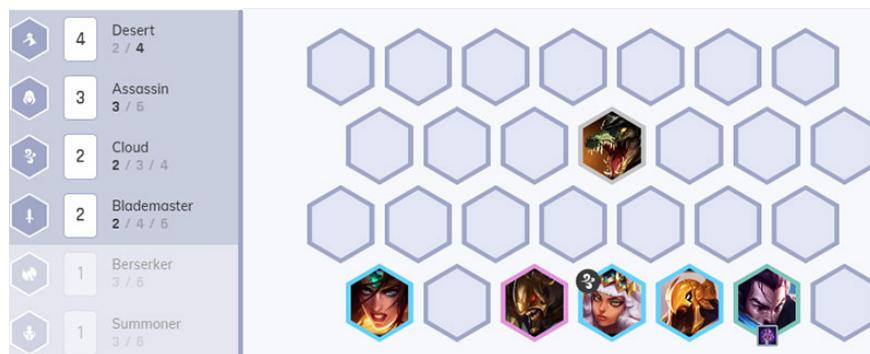 4
Desert
2 / 4
3
Assassin
3 / 6
2
Cloud
2 / 3 / 4
2
Blademaster
2 / 4 / 6
1
Berserker
3 / 6
1
Summoner
3 / 6